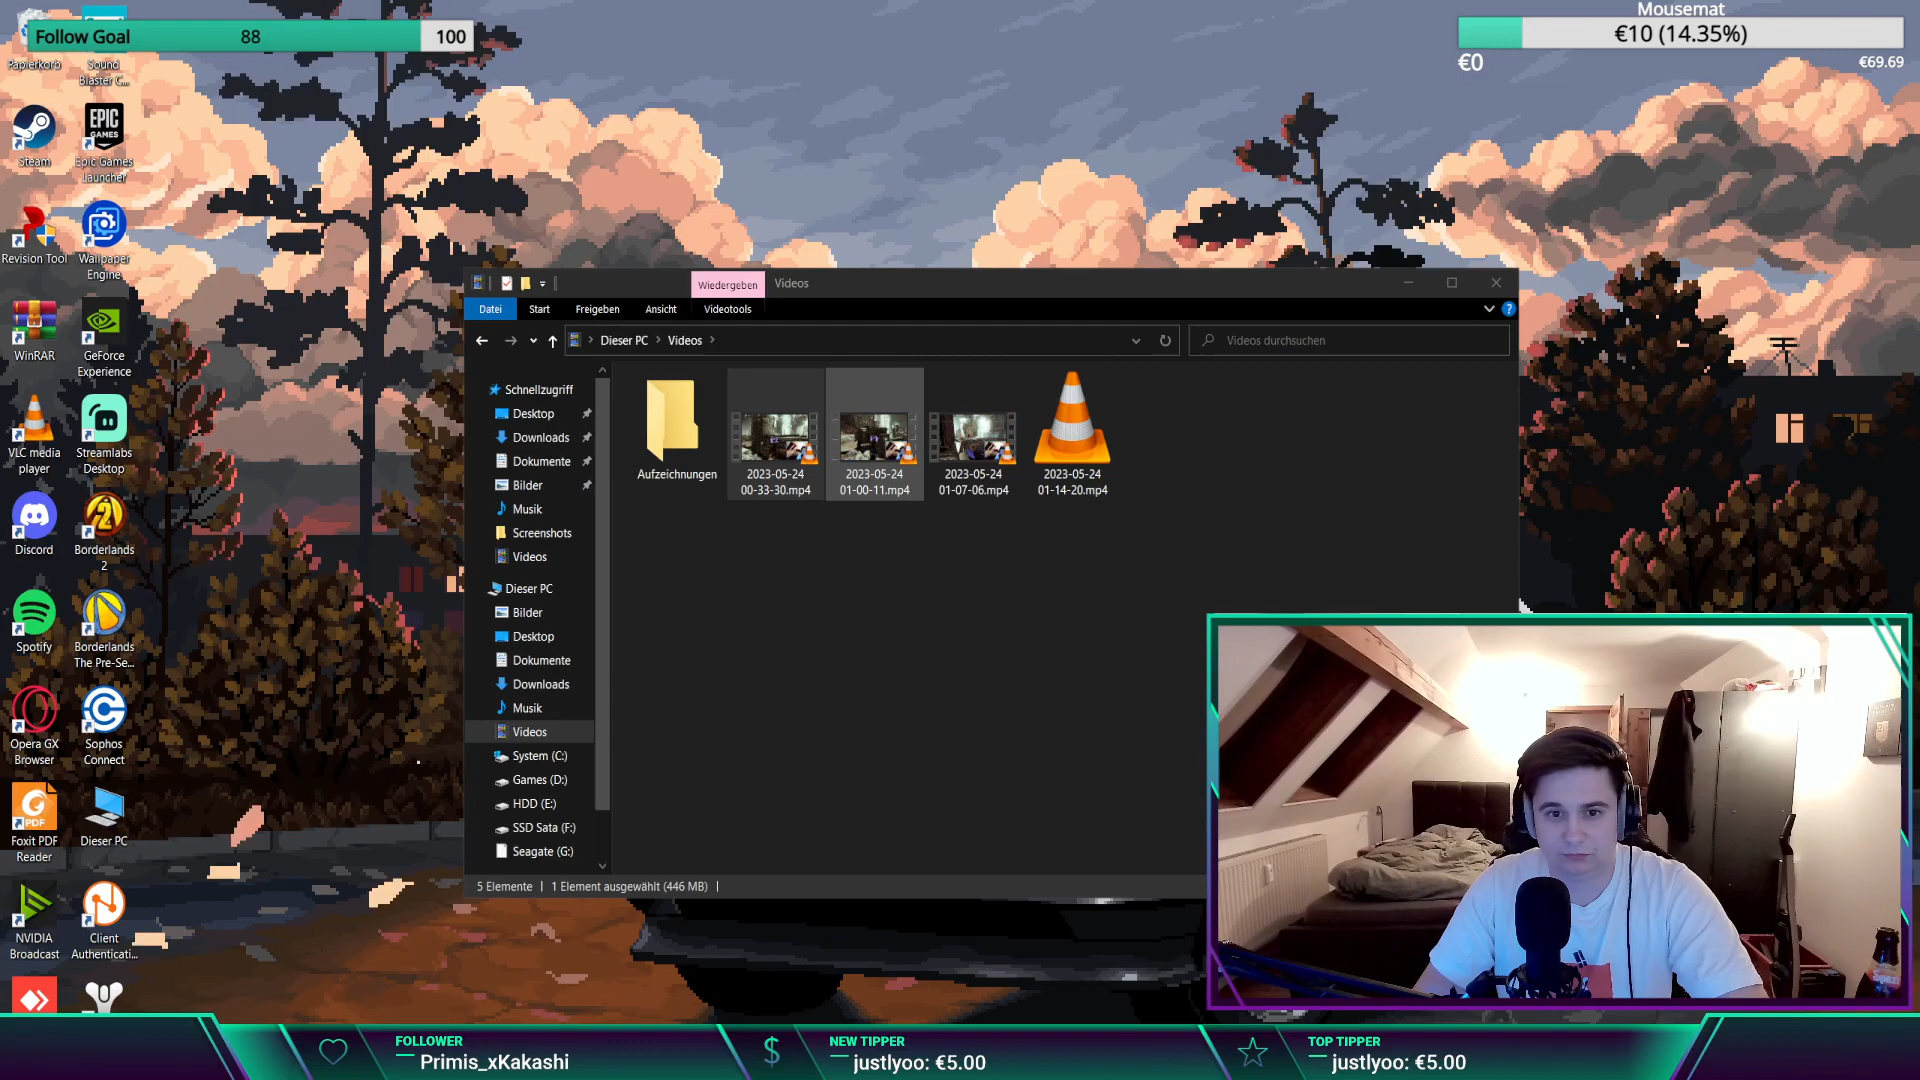 Follow Goal 88 100
Mousemat
€10 (14.35%)
€0 €69.69
Papierkorb
Sound
Blaster C...
Steam
EPIC
GAMES
Epic Games
Launcher
Revision Tool
Wallpaper
Engine
WinRAR
GeForce
Experience
VLC media
player
Streamlabs
Desktop
Discord
Borderlands
2
Spotify
Borderlands
The Pre-Se...
Opera GX
Browser
Sophos
Connect
PDF
Foxit PDF
Reader
Dieser PC
NVIDIA
Broadcast
Client
Authenticati...
Wiedergeben Videos
Datei Start Freigeben Ansicht Videotools
Dieser PC Videos
Videos durchsuchen
Schnellzugriff
Desktop
Downloads
Dokumente
Bilder
Musik
Screenshots
Videos
Dieser PC
Bilder
Desktop
Dokumente
Downloads
Musik
Videos
System (C:)
Games (D:)
HDD (E:)
SSD Sata (F:)
Seagate (G:)
Aufzeichnungen
2023-05-24
00-33-30.mp4
2023-05-24
01-00-11.mp4
2023-05-24
01-07-06.mp4
2023-05-24
01-14-20.mp4
5 Elemente 1 Element ausgewählt (446 MB)
FOLLOWER
Primis_xKakashi
NEW TIPPER
justlyoo: €5.00
TOP TIPPER
justlyoo: €5.00